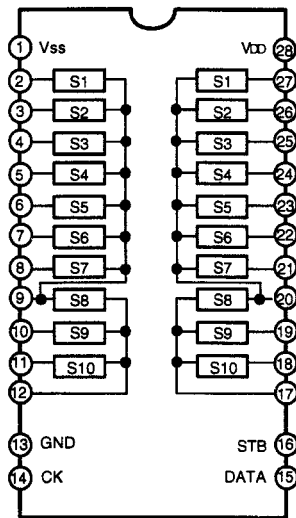 1 Vss VDD 28
2 S1 S1 27
3 S2 S2 26
4 S3 S3 25
5 S4 S4 24
6 S5 S5 23
7 S6 S6 22
8 S7 S7 21
9 S8 S8 20
10 S9 S9 19
11 S10 S10 18
12 17
13 GND STB 16
14 CK DATA 15